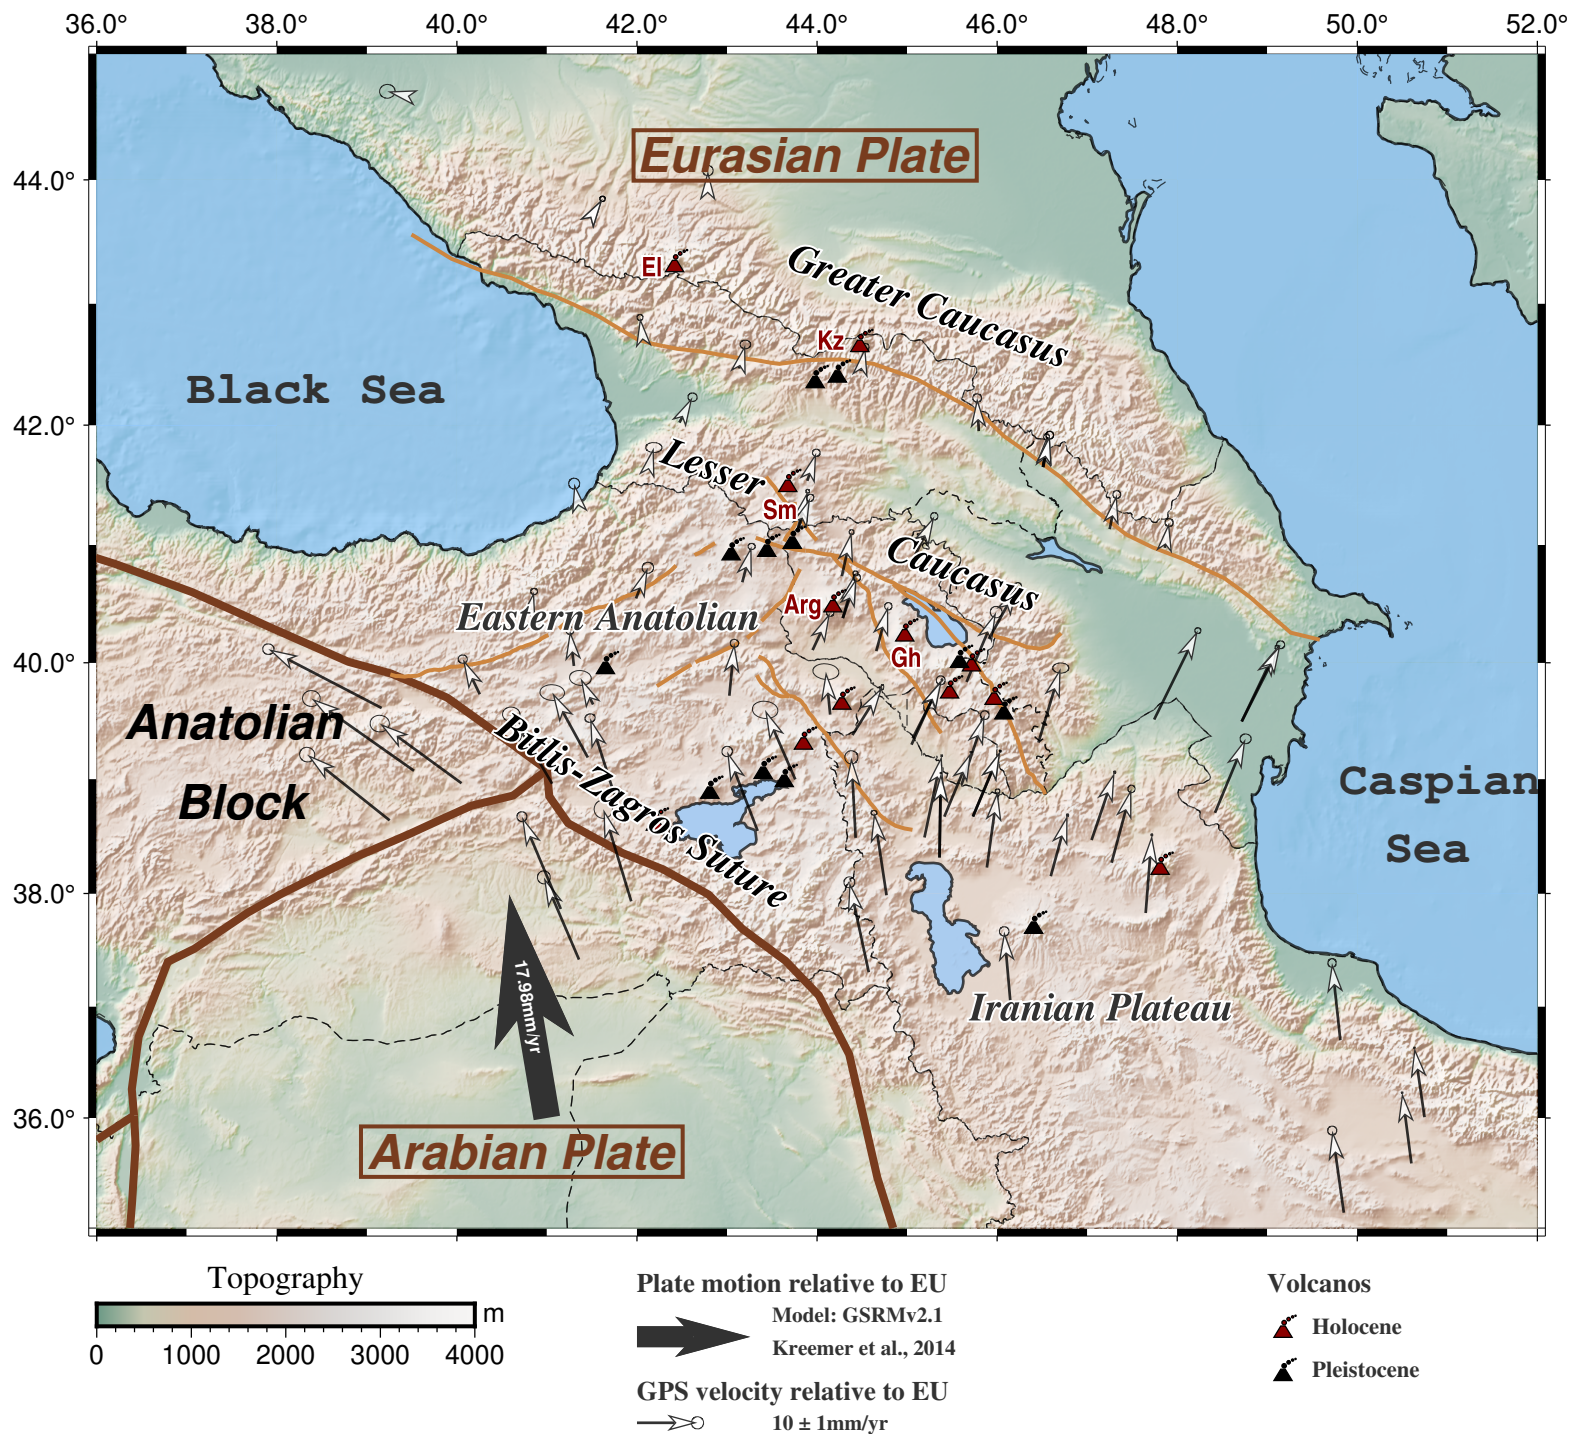 36.0° 38.0° 40.0° 42.0° 44.0° 46.0° 48.0° 50.0° 52.0°
44.0°
42.0°
40.0°
38.0°
36.0°
Eurasian Plate
El
Greater Caucasus
Kz
Black Sea
Lesser
Sm
Caucasus
Arg
Eastern Anatolian
Gh
Anatolian
Block
Bitlis-Zagros Suture
Caspian
Sea
17.98mm/yr
Iranian Plateau
Arabian Plate
Topography
m
0 1000 2000 3000 4000
Plate motion relative to EU
Model: GSRMv2.1
Kreemer et al., 2014
GPS velocity relative to EU
10 ± 1mm/yr
Volcanos
Holocene
Pleistocene